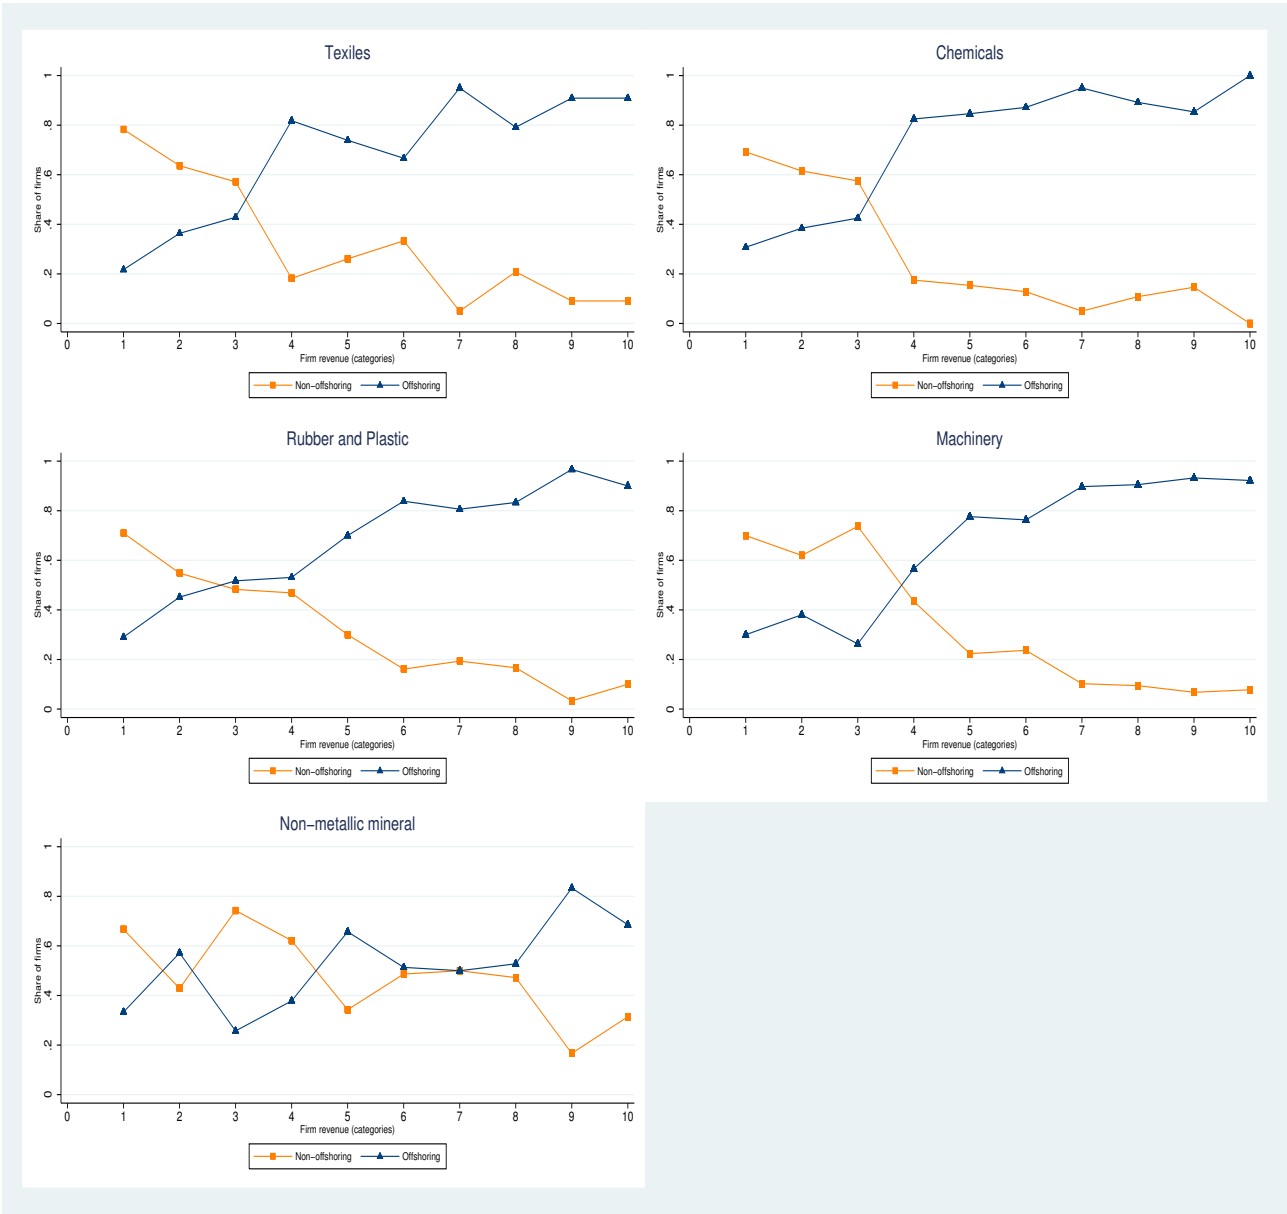 Texiles
Share of firms
0 .2 .4 .6 .8 1
0 1 2 3 4 5 6 7 8 9 10
Firm revenue (categories)
Non−offshoring Offshoring
Chemicals
Share of firms
0 .2 .4 .6 .8 1
0 1 2 3 4 5 6 7 8 9 10
Firm revenue (categories)
Non−offshoring Offshoring
Rubber and Plastic
Share of firms
0 .2 .4 .6 .8 1
0 1 2 3 4 5 6 7 8 9 10
Firm revenue (categories)
Non−offshoring Offshoring
Machinery
Share of firms
0 .2 .4 .6 .8 1
0 1 2 3 4 5 6 7 8 9 10
Firm revenue (categories)
Non−offshoring Offshoring
Non−metallic mineral
Share of firms
0 .2 .4 .6 .8 1
0 1 2 3 4 5 6 7 8 9 10
Firm revenue (categories)
Non−offshoring Offshoring